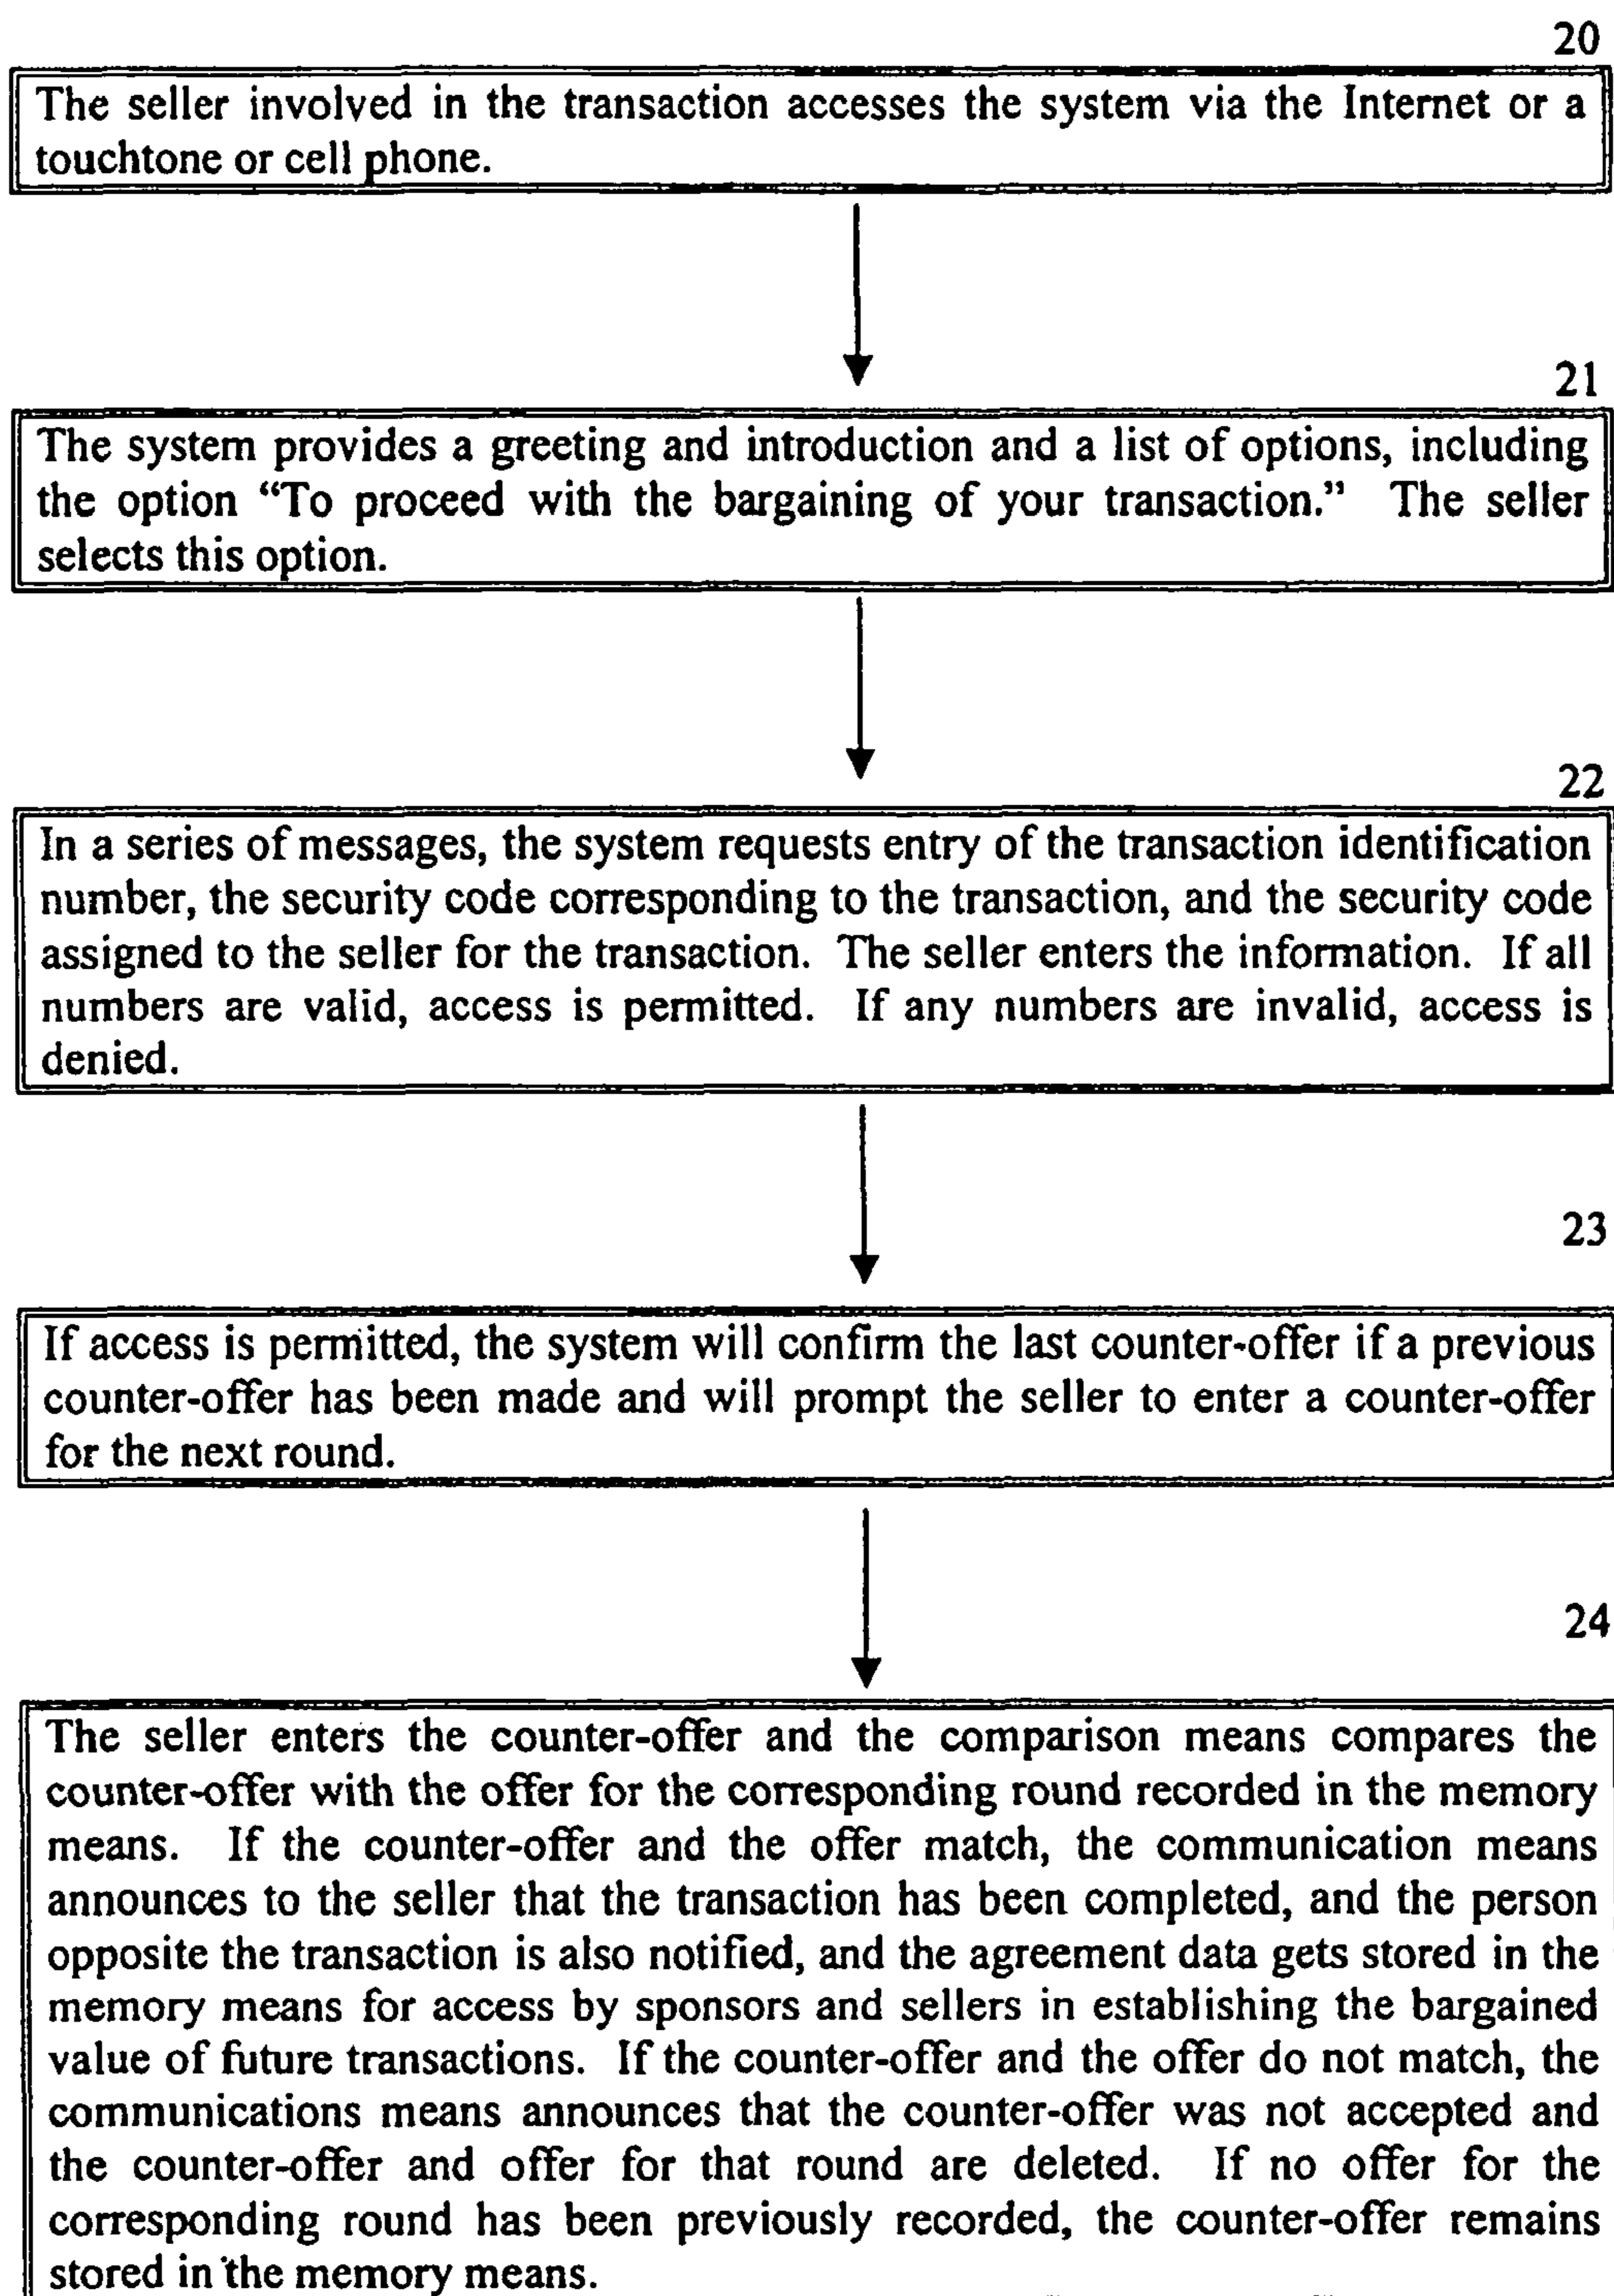 20
The seller involved in the transaction accesses the system via the Internet or a
touchtone or cell phone.
21
The system provides a greeting and introduction and a list of options, including
the option “To proceed with the bargaining of your transaction.” The seller
selects this option.
22
In a series of messages, the system requests entry of the transaction identification
number, the security code corresponding to the transaction, and the security code
assigned to the seller for the transaction. The seller enters the information. If all
numbers are valid, access is permitted. If any numbers are invalid, access is
denied.
23
If access is permitted, the system will confirm the last counter-offer if a previous
counter-offer has been made and will prompt the seller to enter a counter-offer
for the next round.
24
The seller enters the counter-offer and the comparison means compares the
counter-offer with the offer for the corresponding round recorded in the memory
means. If the counter-offer and the offer match, the communication means
announces to the seller that the transaction has been completed, and the person
opposite the transaction is also notified, and the agreement data gets stored in the
memory means for access by sponsors and sellers in establishing the bargained
value of future transactions. If the counter-offer and the offer do not match, the
communications means announces that the counter-offer was not accepted and
the counter-offer and offer for that round are deleted. If no offer for the
corresponding round has been previously recorded, the counter-offer remains
stored in the memory means.